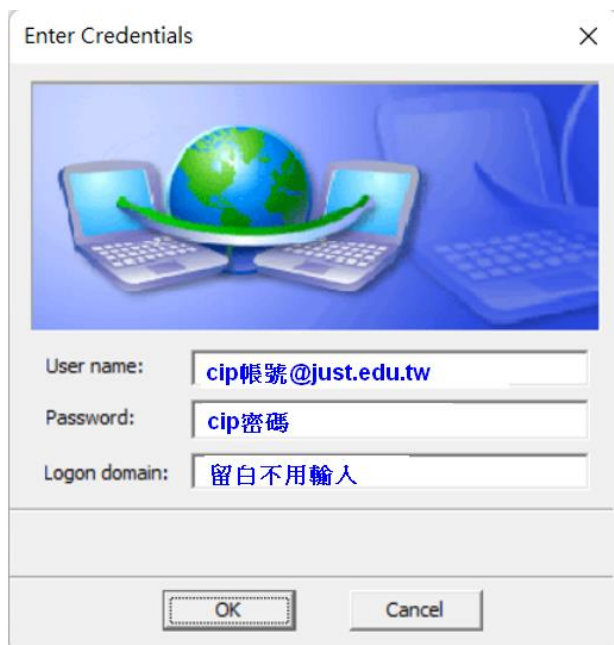 Enter Credentials
User name: cip帳號@just.edu.tw
Password: cip密碼
Logon domain: 留白不用輸入
OK Cancel